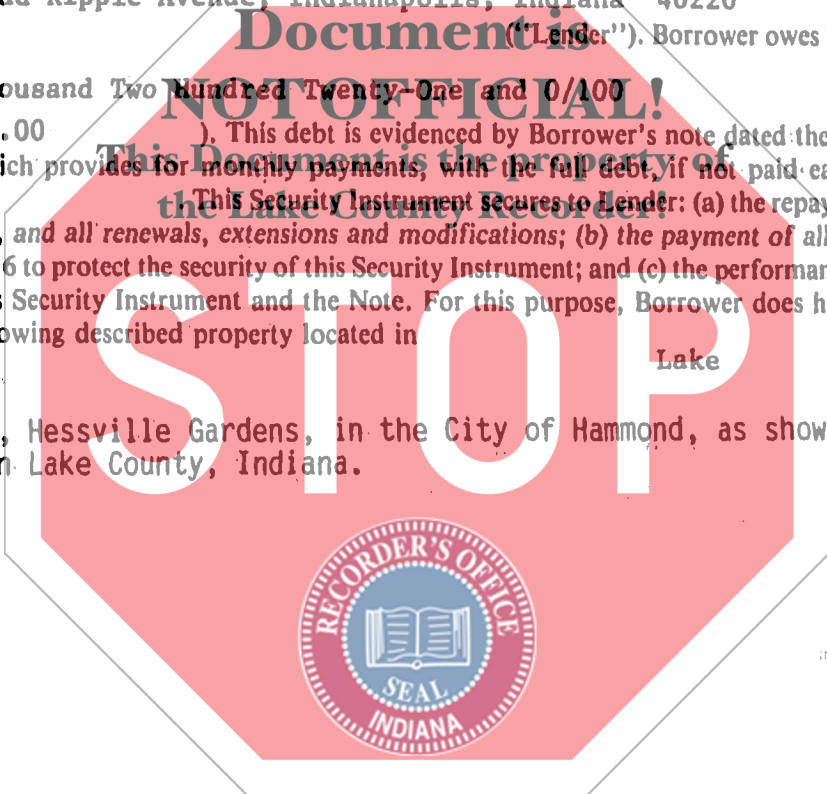 Ripple Avenue, Indianapolis, Indiana 46220
Document is
("Lender"). Borrower owes
ousand Two Hundred Twenty-One and 0/100
NOT OFFICIAL!
.00 ). This debt is evidenced by Borrower's note dated the
This Document is the property of
ich provides for monthly payments, with the full debt, if not paid ea
the Lake County Recorder!
. This Security Instrument secures to Lender: (a) the repay
, and all renewals, extensions and modifications; (b) the payment of all
6 to protect the security of this Security Instrument; and (c) the performan
s Security Instrument and the Note. For this purpose, Borrower does h
owing described property located in
Lake
STOP
, Hessville Gardens, in the City of Hammond, as show
n Lake County, Indiana.
RECORDER'S OFFICE
SEAL
INDIANA